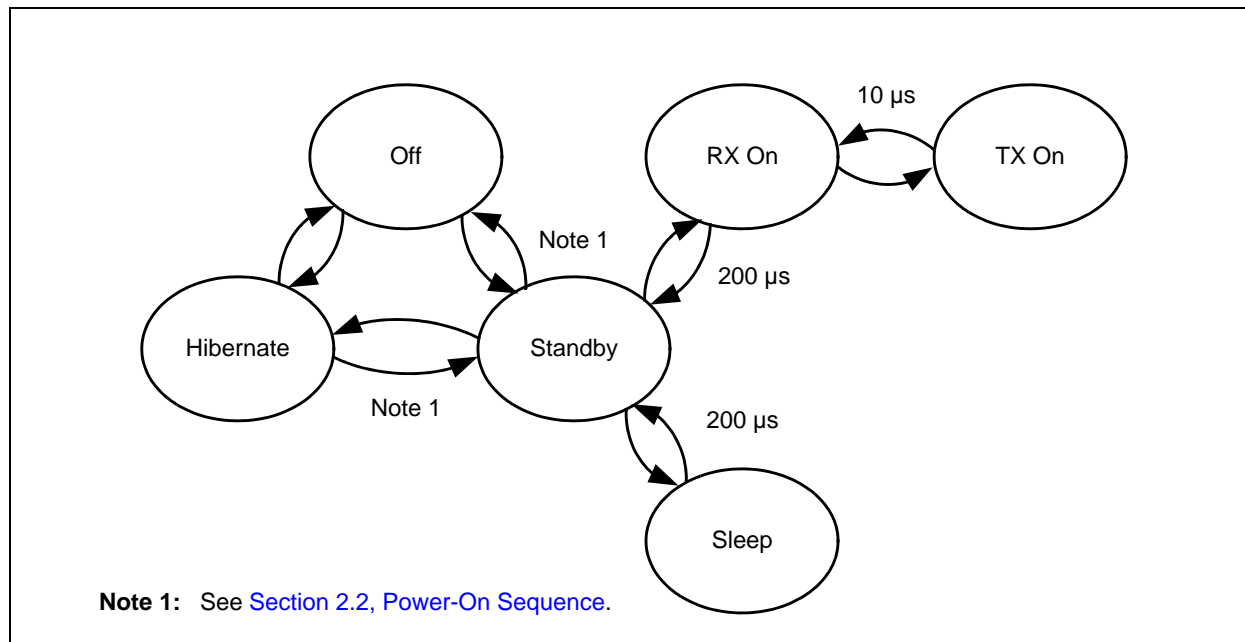 10 µs
Off
RX On
TX On
Note 1
200 µs
Hibernate
Standby
Note 1
200 µs
Sleep
Note 1: See Section 2.2, Power-On Sequence.